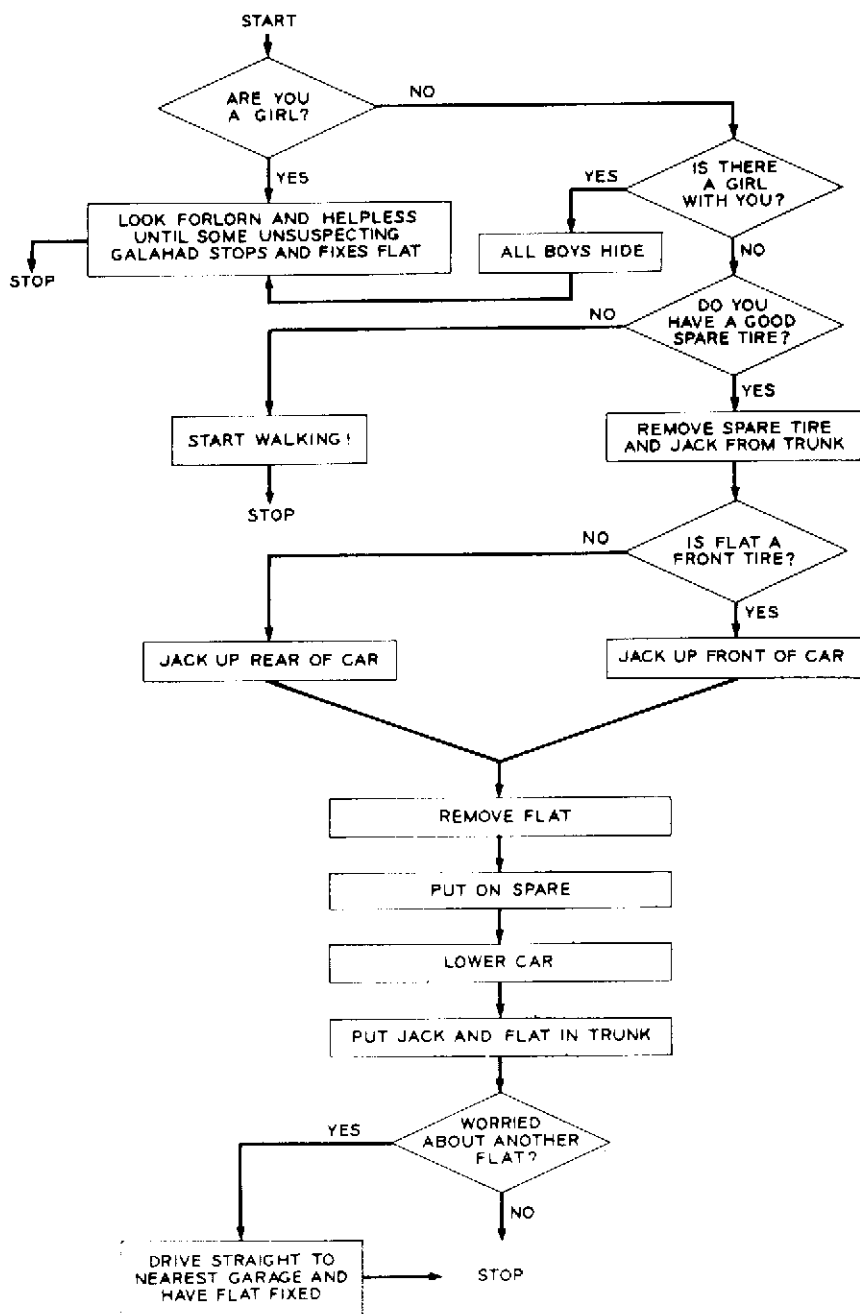 START
ARE YOU
A GIRL?
NO
YES
IS THERE
A GIRL
WITH YOU?
YES
LOOK FORLORN AND HELPLESS
UNTIL SOME UNSUSPECTING
GALAHAD STOPS AND FIXES FLAT
STOP
ALL BOYS HIDE
NO
DO YOU
HAVE A GOOD
SPARE TIRE?
NO
YES
START WALKING!
STOP
REMOVE SPARE TIRE
AND JACK FROM TRUNK
IS FLAT A
FRONT TIRE?
NO
YES
JACK UP REAR OF CAR
JACK UP FRONT OF CAR
REMOVE FLAT
PUT ON SPARE
LOWER CAR
PUT JACK AND FLAT IN TRUNK
WORRIED
ABOUT ANOTHER
FLAT?
YES
NO
DRIVE STRAIGHT TO
NEAREST GARAGE AND
HAVE FLAT FIXED
STOP